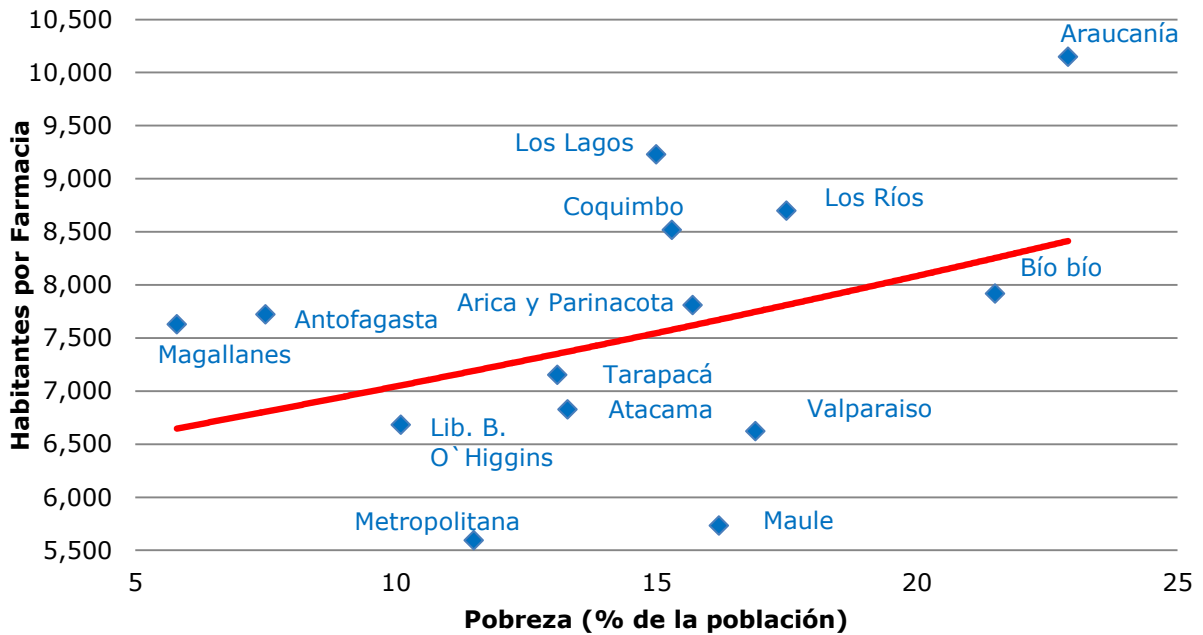 10,500
10,000
9,500
9,000
8,500
8,000
7,500
7,000
6,500
6,000
5,500
Habitantes por Farmacia
Araucanía
Los Lagos
Coquimbo
Los Ríos
Bío bío
Arica y Parinacota
Antofagasta
Magallanes
Tarapacá
Atacama
Valparaiso
Lib. B.
O`Higgins
Metropolitana
Maule
5
10
15
20
25
Pobreza (% de la población)